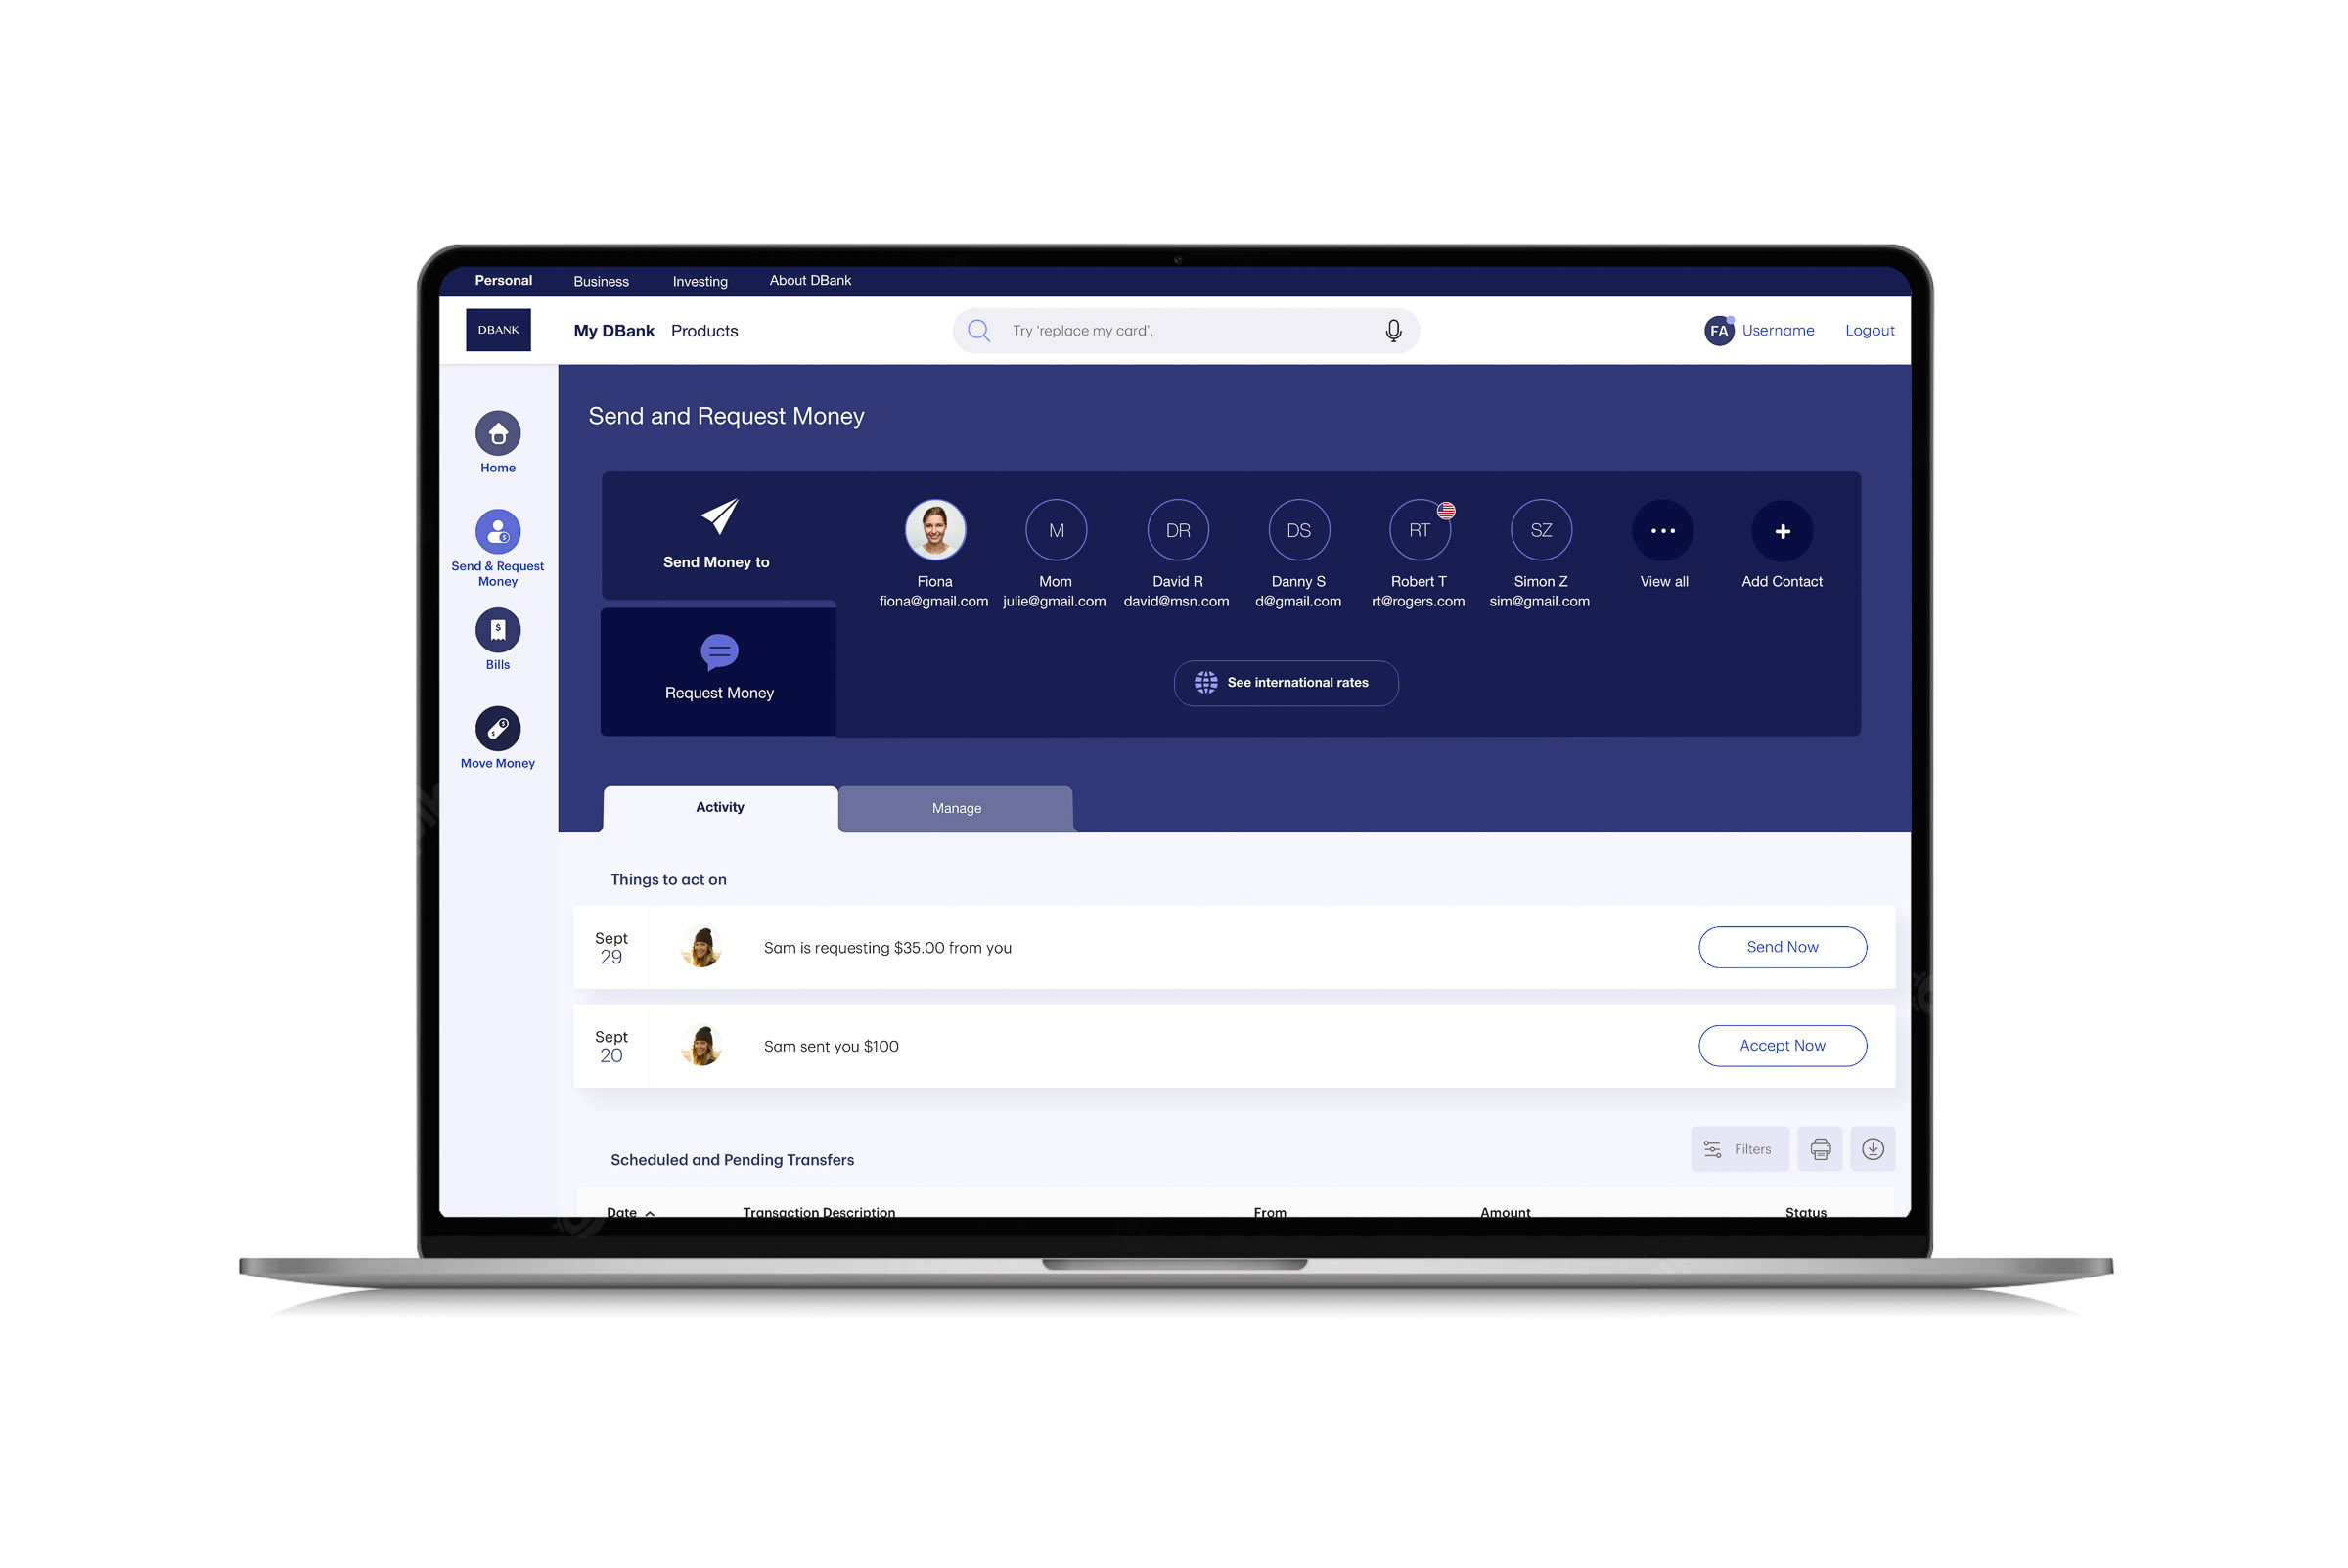 Personal
Business
Investing
About DBank
DBANK
My DBank
Products
Try 'replace my card',
FA
Username
Logout
Home
Send & Request
Money
Bills
Move Money
Send and Request Money
Send Money to
Request Money
M
DR
DS
RT
SZ
Fiona
Mom
David R
Danny S
Robert T
Simon Z
View all
Add Contact
fiona@gmail.com
julie@gmail.com
david@msn.com
d@gmail.com
rt@rogers.com
sim@gmail.com
See international rates
Activity
Manage
Things to act on
Sept
29
Sam is requesting $35.00 from you
Send Now
Sept
20
Sam sent you $100
Accept Now
Scheduled and Pending Transfers
Filters
Date
Transaction Description
From
Amount
Status